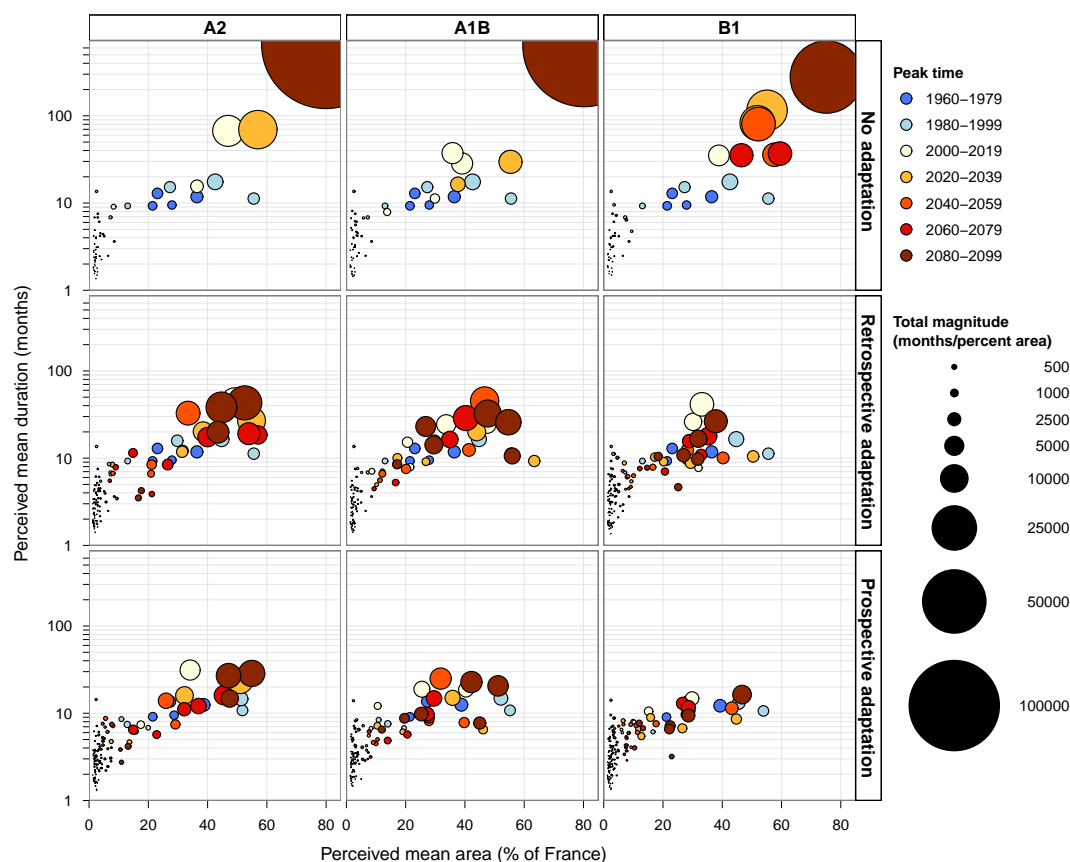 A2
A1B
B1
Perceived mean duration (months)
100
10
1
No adaptation
100
10
1
Retrospective adaptation
100
10
1
Prospective adaptation
0 20 40 60 80 0 20 40 60 80 0 20 40 60 80
Perceived mean area (% of France)
Peak time
1960–1979
1980–1999
2000–2019
2020–2039
2040–2059
2060–2079
2080–2099
Total magnitude
(months/percent area)
500
1000
2500
5000
10000
25000
50000
100000